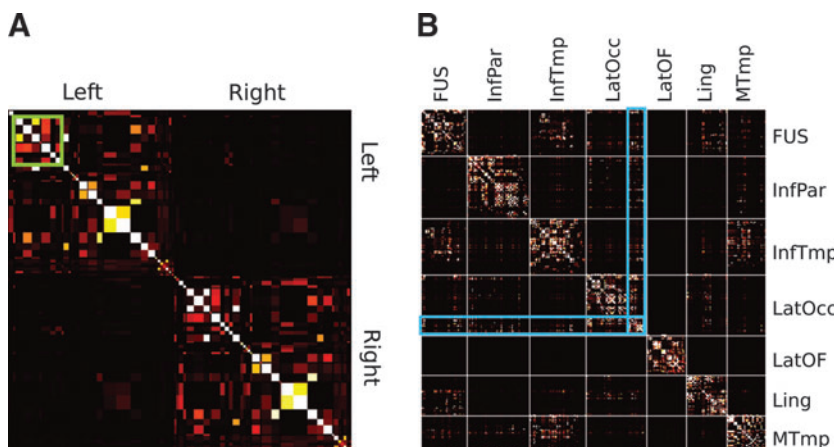 A
Left Right
Left
Right
B
FUS InfPar InfTmp LatOcc LatOF Ling MTmp
FUS
InfPar
InfTmp
LatOcc
LatOF
Ling
MTmp